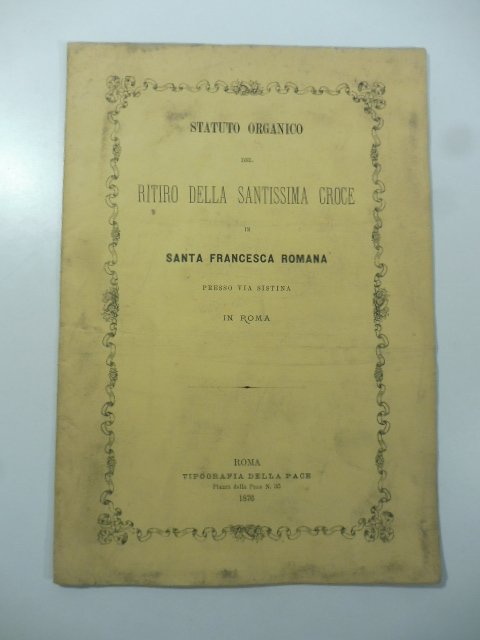 STATUTO ORGANICO
DEL
RITIRO DELLA SANTISSIMA CROCE
IN
SANTA FRANCESCA ROMANA
PRESSO VIA SISTINA
IN ROMA
ROMA
TIPOGRAFIA DELLA PACE
Piazza della Pace N. 35
1876